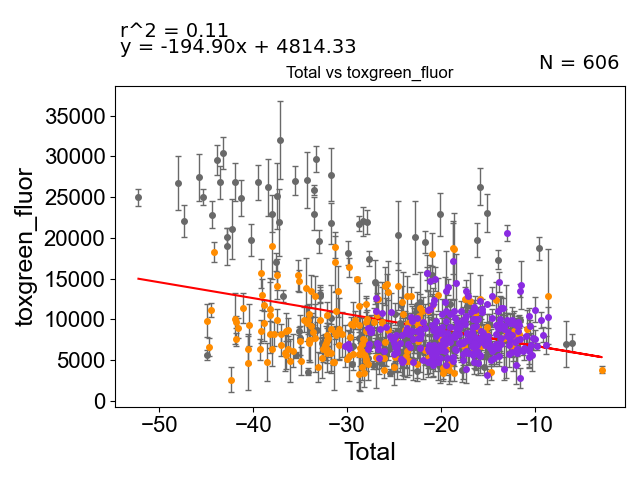 r^2 = 0.11
y = -194.90x + 4814.33
N = 606
Total vs toxgreen_fluor
35000
30000
25000
20000
15000
10000
5000
0
toxgreen_fluor
−50
−40
−30
−20
−10
Total